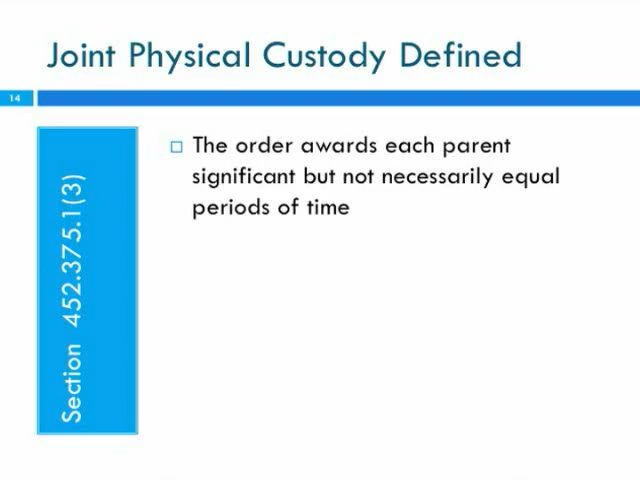 Joint Physical Custody Defined
14
Section 452.375.1(3)
The order awards each parent
significant but not necessarily equal
periods of time